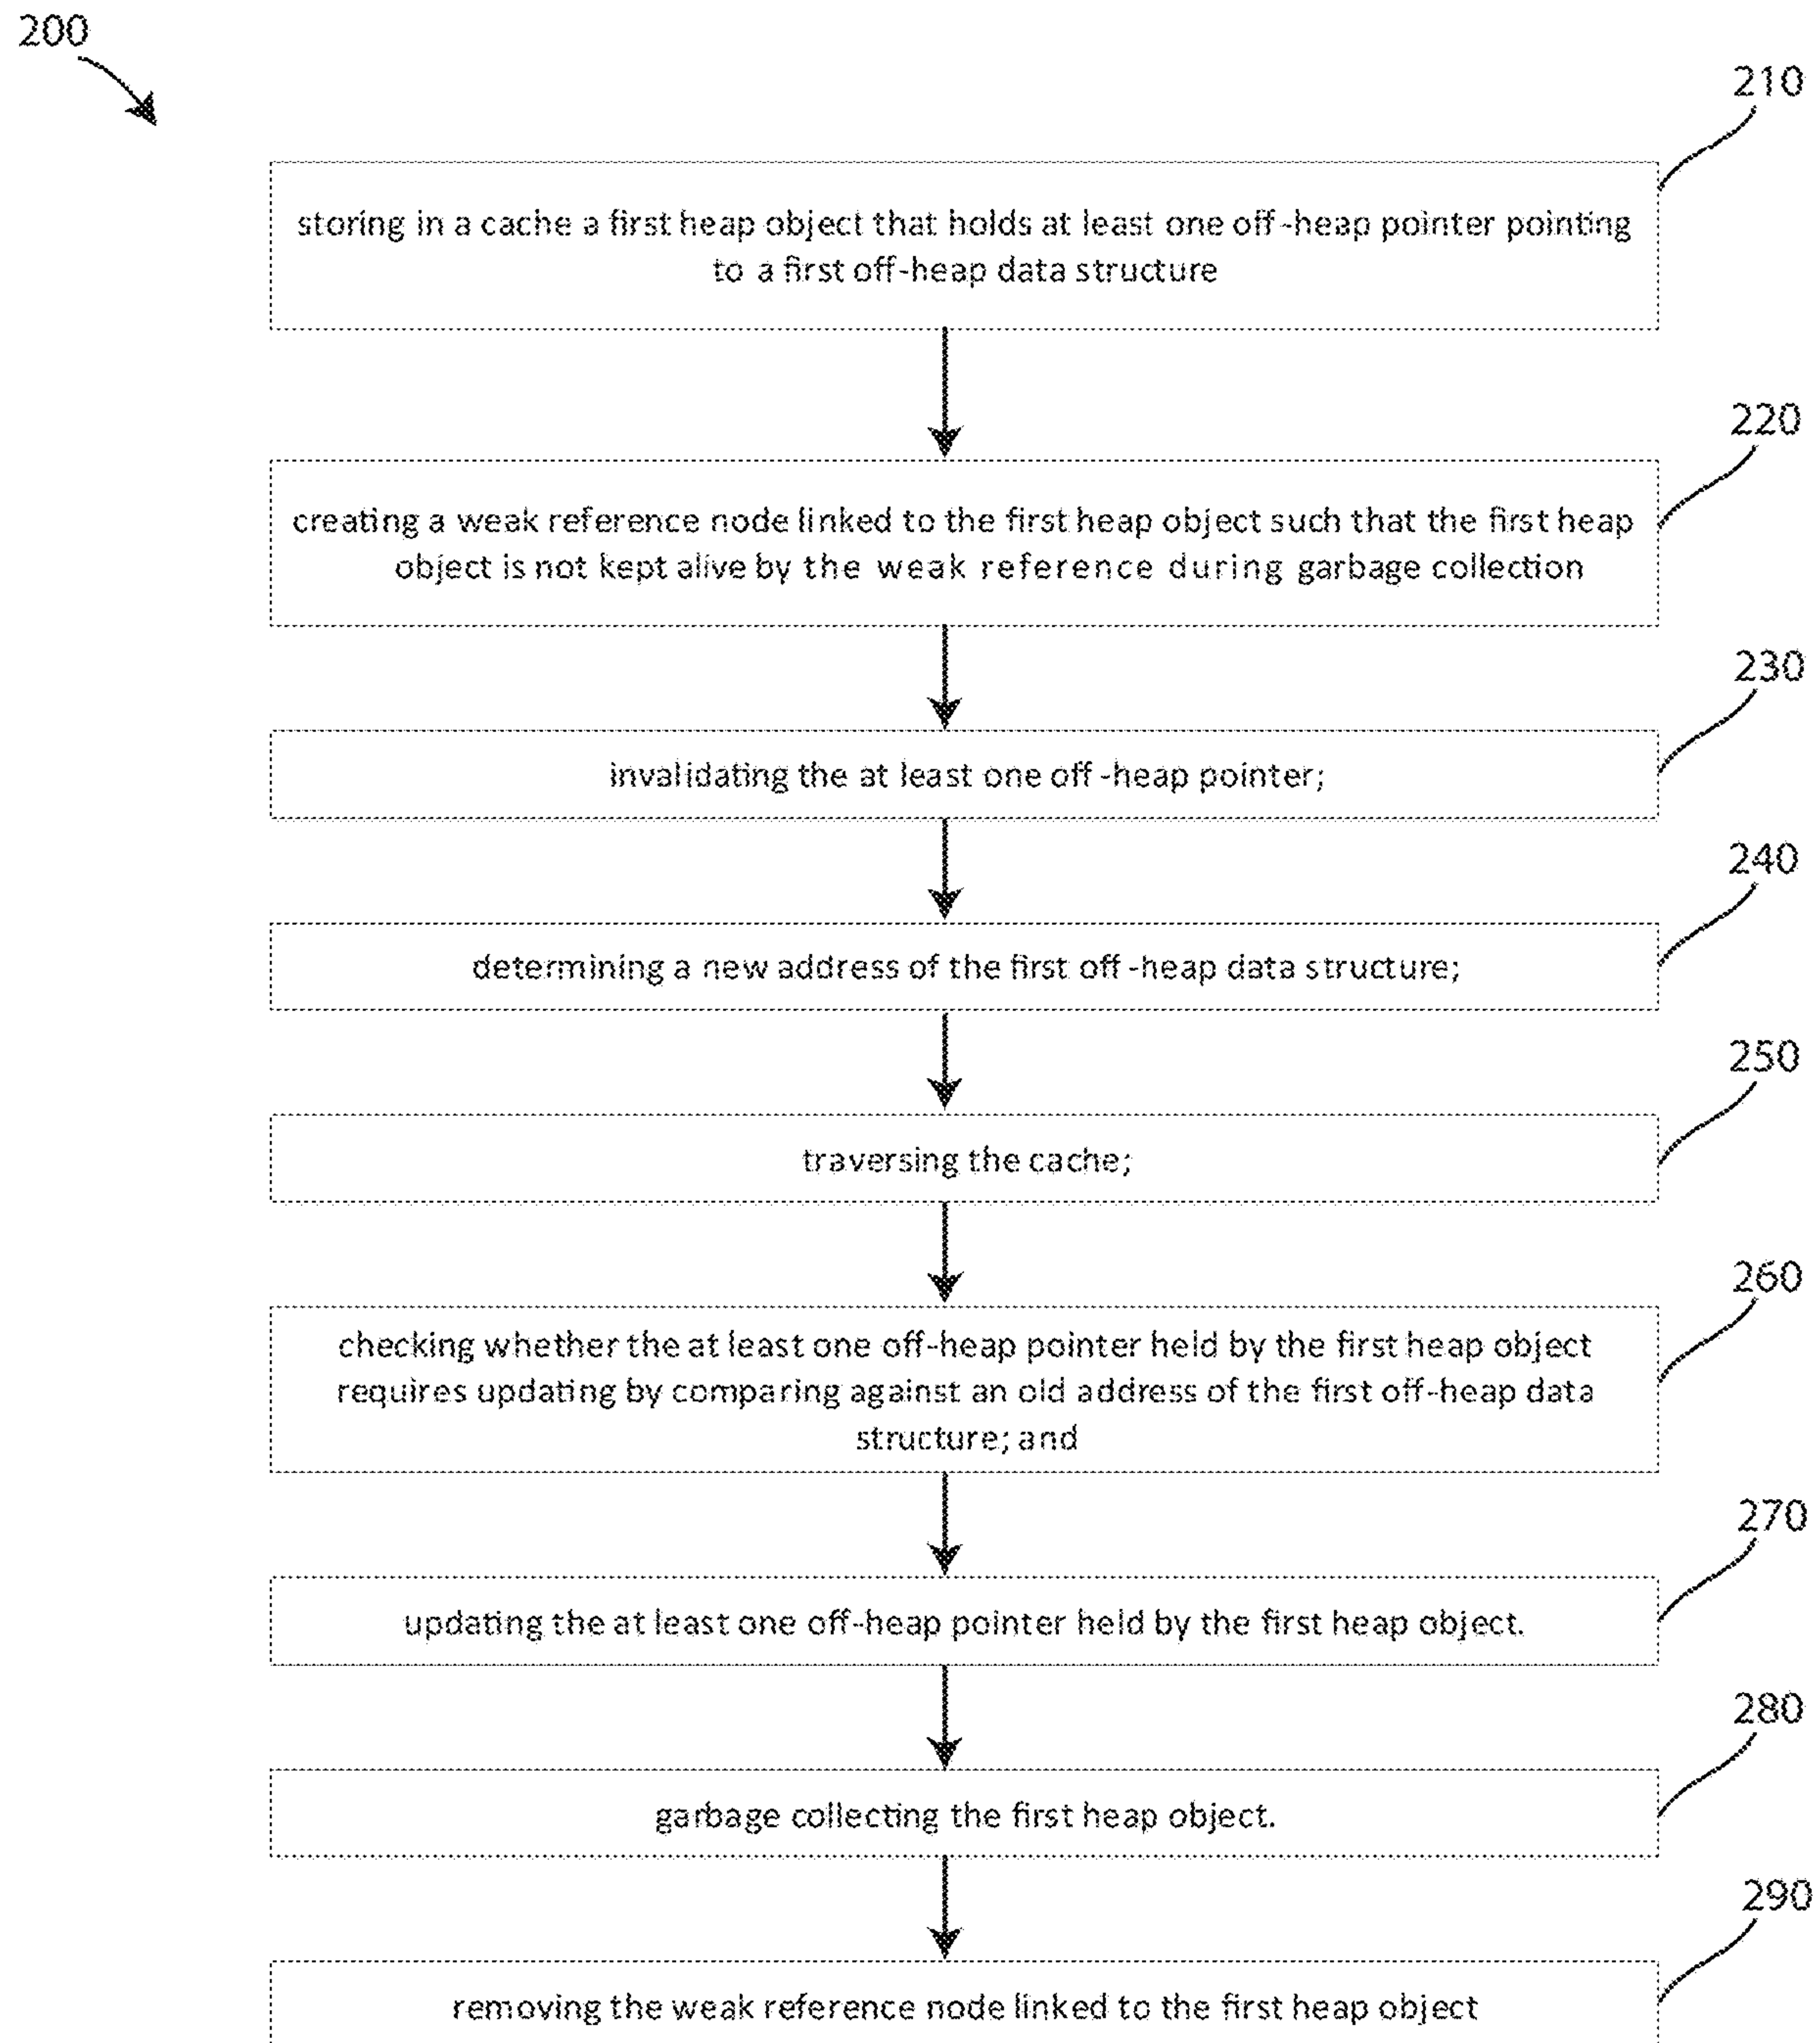 200
210
storing in a cache a first heap object that holds at least one off-heap pointer pointing
to a first off-heap data structure
220
creating a weak reference node linked to the first heap object such that the first heap
object is not kept alive by the weak reference during garbage collection
230
invalidating the at least one off-heap pointer;
240
determining a new address of the first off-heap data structure;
250
traversing the cache;
260
checking whether the at least one off-heap pointer held by the first heap object
requires updating by comparing against an old address of the first off-heap data
structure; and
270
updating the at least one off-heap pointer held by the first heap object.
280
garbage collecting the first heap object.
290
removing the weak reference node linked to the first heap object